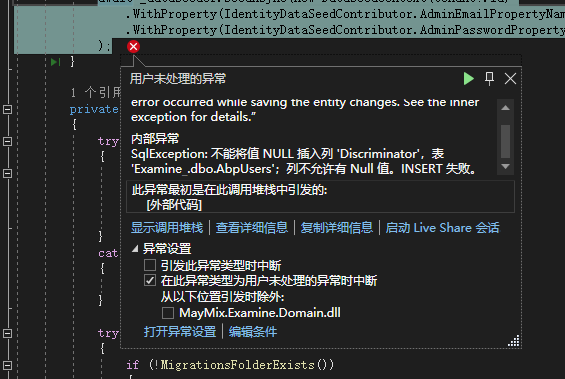 .WithProperty(IdentityDataSeedContributor.AdminEmailPropertyNam
.WithProperty(IdentityDataSeedContributor.AdminPasswordProperty
);
}
用户未处理的异常
error occurred while saving the entity changes. See the inner
exception for details."
内部异常
SqlException: 不能将值 NULL 插入列 'Discriminator'，表
'Examine_.dbo.AbpUsers'；列不允许有 Null 值。INSERT 失败。
此异常最初是在此调用堆栈中引发的:
[外部代码]
显示调用堆栈 | 查看详细信息 | 复制详细信息 | 启动 Live Share 会话
异常设置
引发此异常类型时中断
在此异常类型为用户未处理的异常时中断
从以下位置引发时除外:
MayMix.Examine.Domain.dll
打开异常设置 | 编辑条件
1 个引用
private
{
try
{
}
cat
{
}
try
{
if (!MigrationsFolderExists())